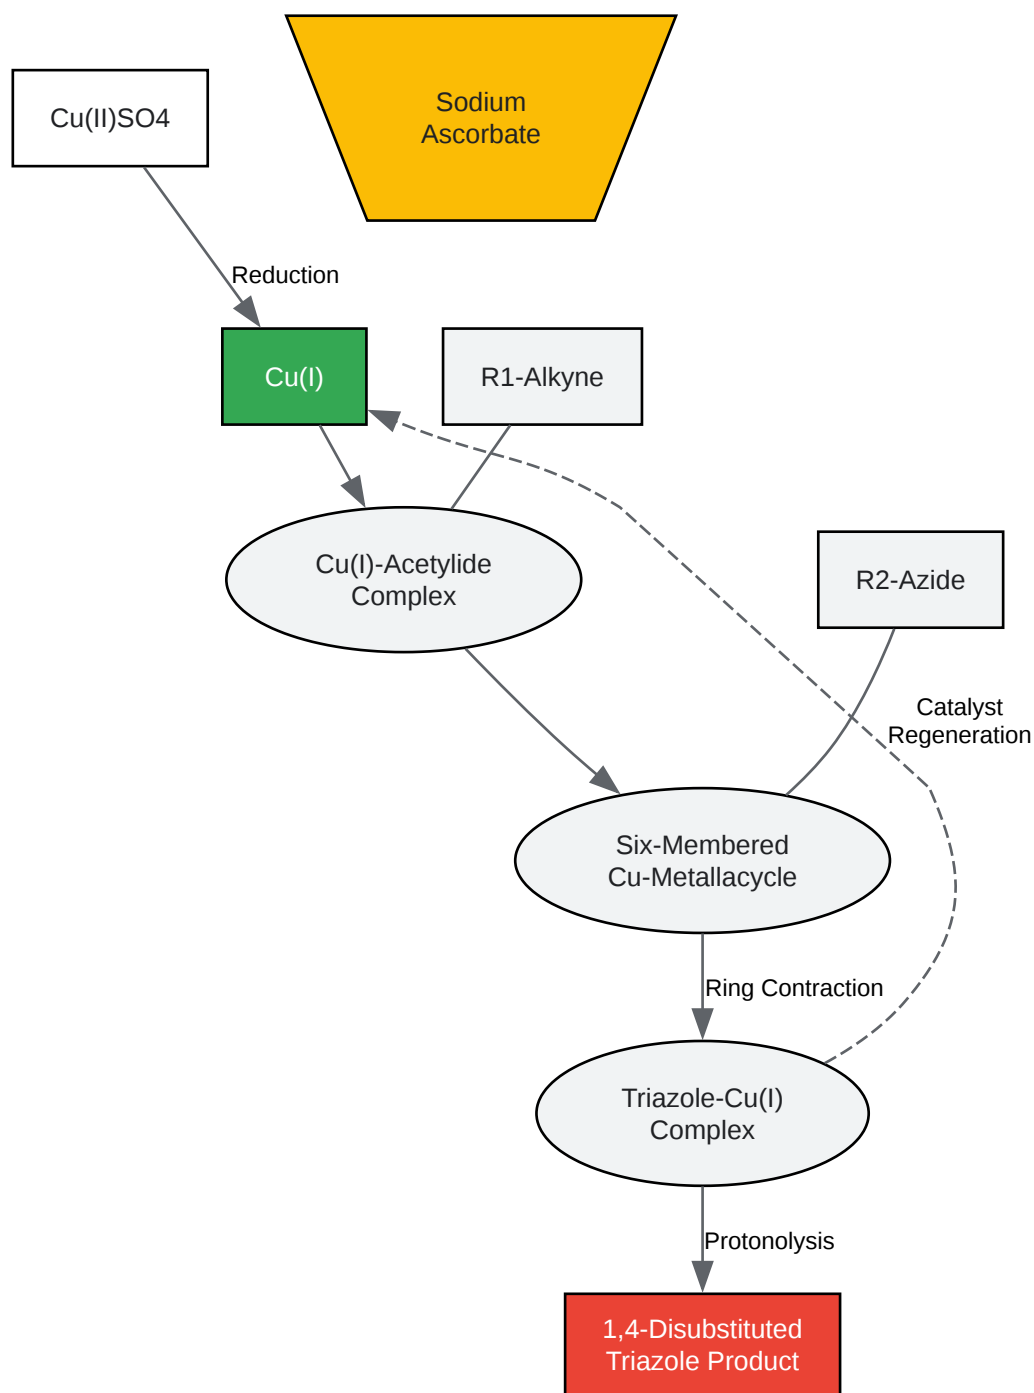 Sodium
Ascorbate
Cu(II)SO4
Reduction
Cu(I)
R1-Alkyne
Cu(I)-Acetylide
Complex
R2-Azide
Catalyst
Regeneration
Six-Membered
Cu-Metallacycle
Ring Contraction
Triazole-Cu(I)
Complex
Protonolysis
1,4-Disubstituted
Triazole Product